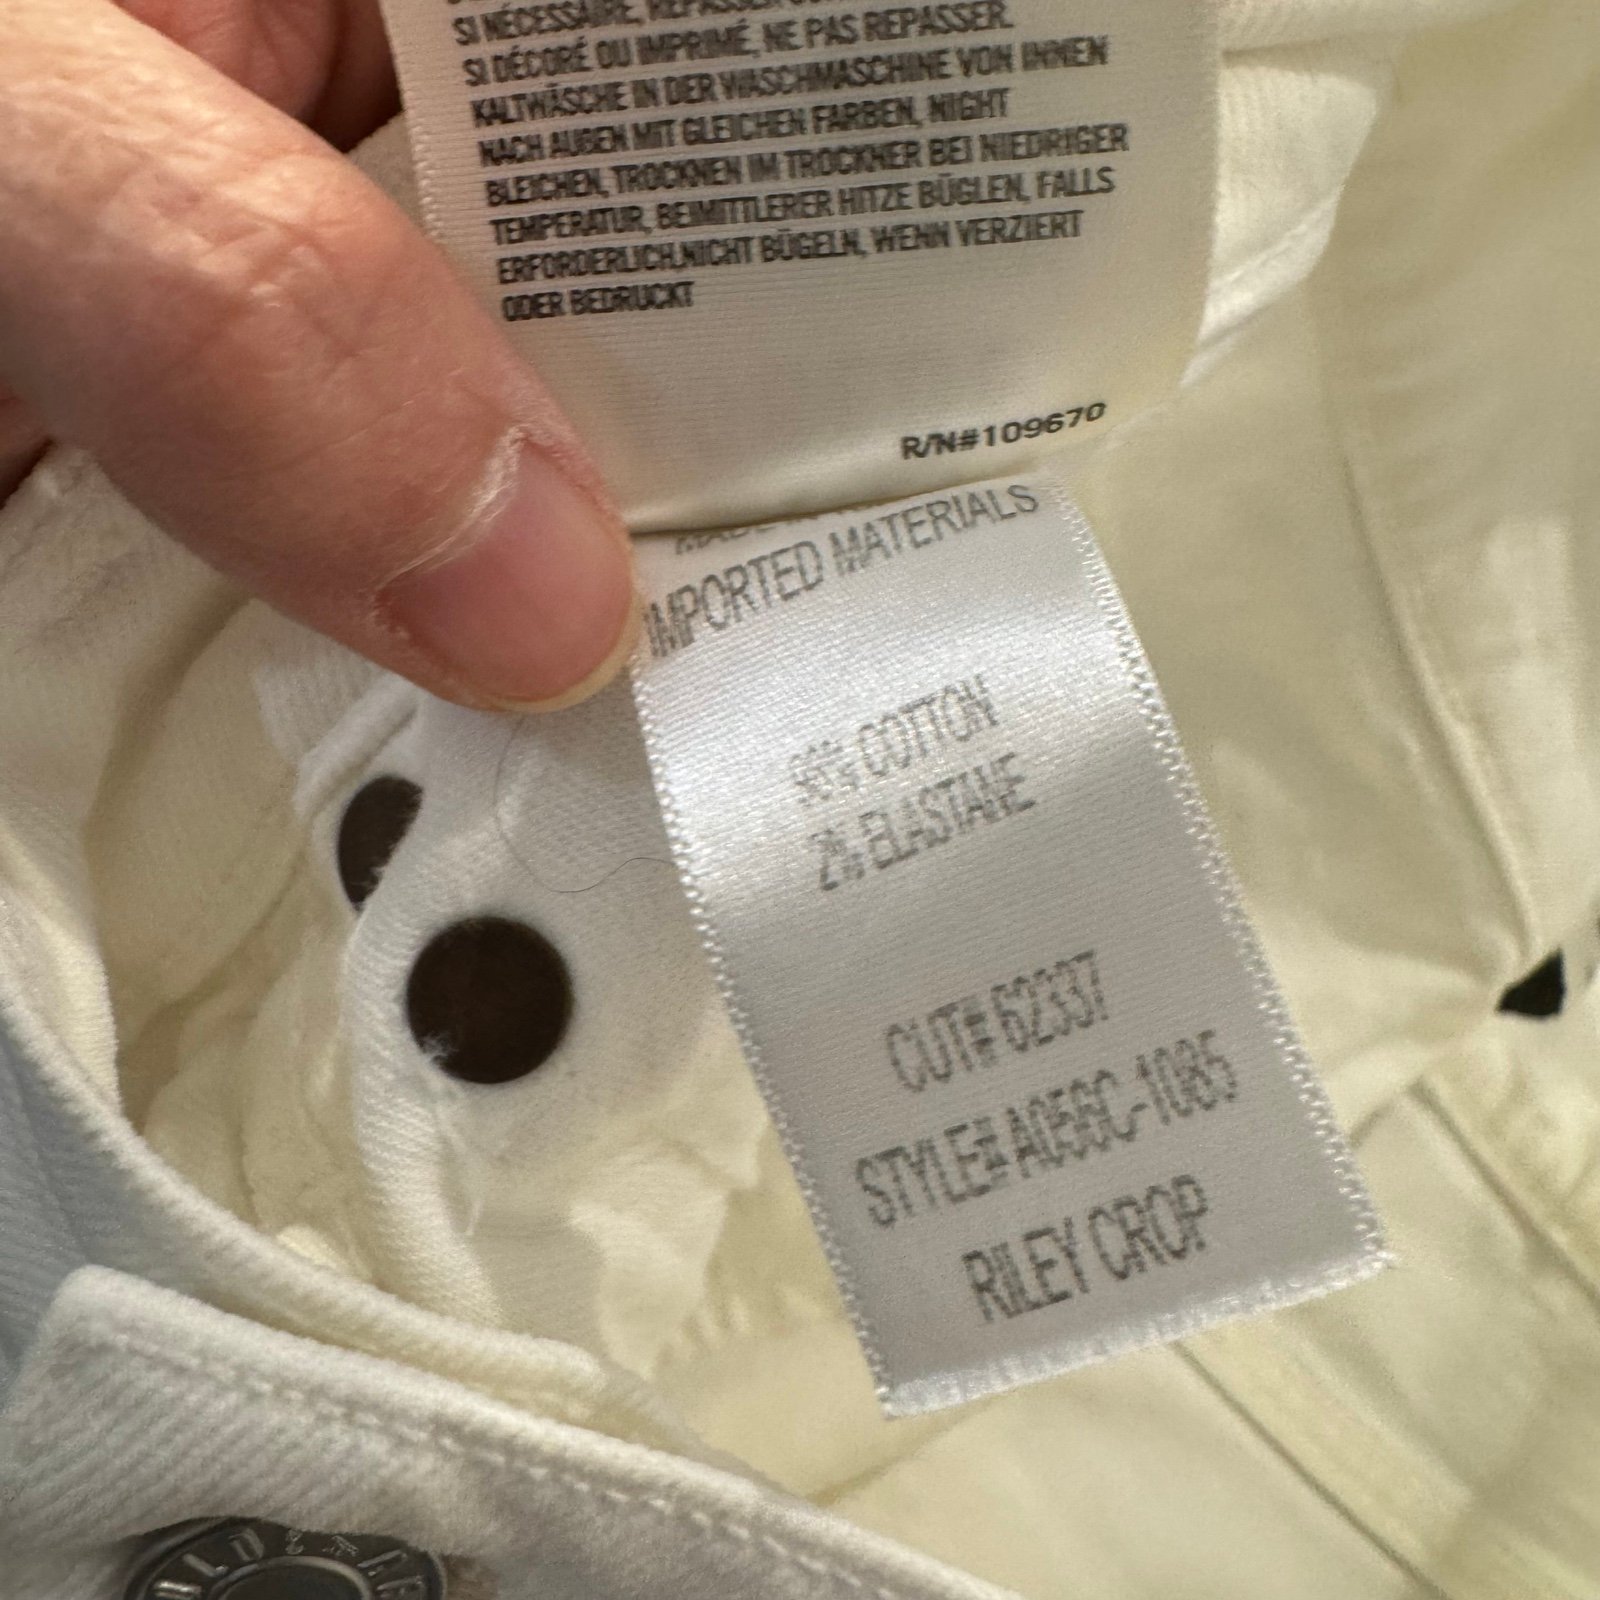 SI NÉCESSAIRE, REPASSER
SI DÉCORÉ OU IMPRIMÉ, NE PAS REPASSER.
KALTWÄSCHE IN DER WASCHMASCHINE VON INNEN
NACH AUßEN MIT GLEICHEN FARBEN, NIGHT
BLEICHEN, TROCKNEN IM TROCKNER BEI NIEDRIGER
TEMPERATUR, BEIMITTLERER HITZE BÜGLEN, FALLS
ERFORDERLICH,NICHT BÜGELN, WENN VERZIERT
ODER BEDRUCKT
R/N#109670
IMPORTED MATERIALS
98% COTTON
2% ELASTANE
CUT# 62337
STYLE# A056C-1085
RILEY CROP